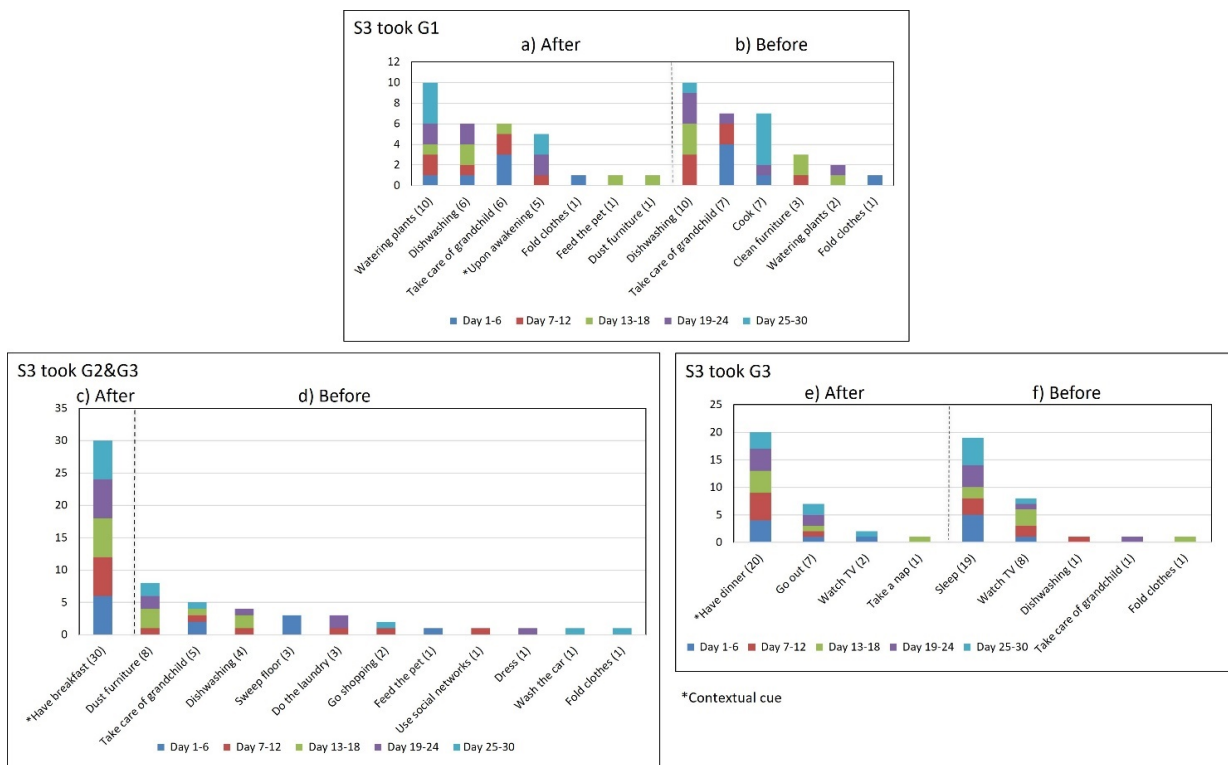 S3 took G1
a) After
b) Before
12
10
8
6
4
2
0
Watering plants (10)
Dishwashing (6)
Take care of grandchild (6)
*Upon awakening (5)
Fold clothes (1)
Feed the pet (1)
Dust furniture (1)
Dishwashing (10)
Take care of grandchild (7)
Cook (7)
Clean furniture (3)
Watering plants (2)
Fold clothes (1)
Day 1-6 Day 7-12 Day 13-18 Day 19-24 Day 25-30
S3 took G2&G3
c) After
d) Before
35
30
25
20
15
10
5
0
*Have breakfast (30)
Dust furniture (8)
Take care of grandchild (5)
Dishwashing (4)
Sweep floor (3)
Do the laundry (3)
Go shopping (2)
Feed the pet (1)
Use social networks (1)
Dress (1)
Wash the car (1)
Fold clothes (1)
Day 1-6 Day 7-12 Day 13-18 Day 19-24 Day 25-30
S3 took G3
e) After
f) Before
25
20
15
10
5
0
*Have dinner (20)
Go out (7)
Watch TV (2)
Take a nap (1)
Sleep (19)
Watch TV (8)
Dishwashing (1)
Take care of grandchild (1)
Fold clothes (1)
Day 1-6 Day 7-12 Day 13-18 Day 19-24 Day 25-30
*Contextual cue